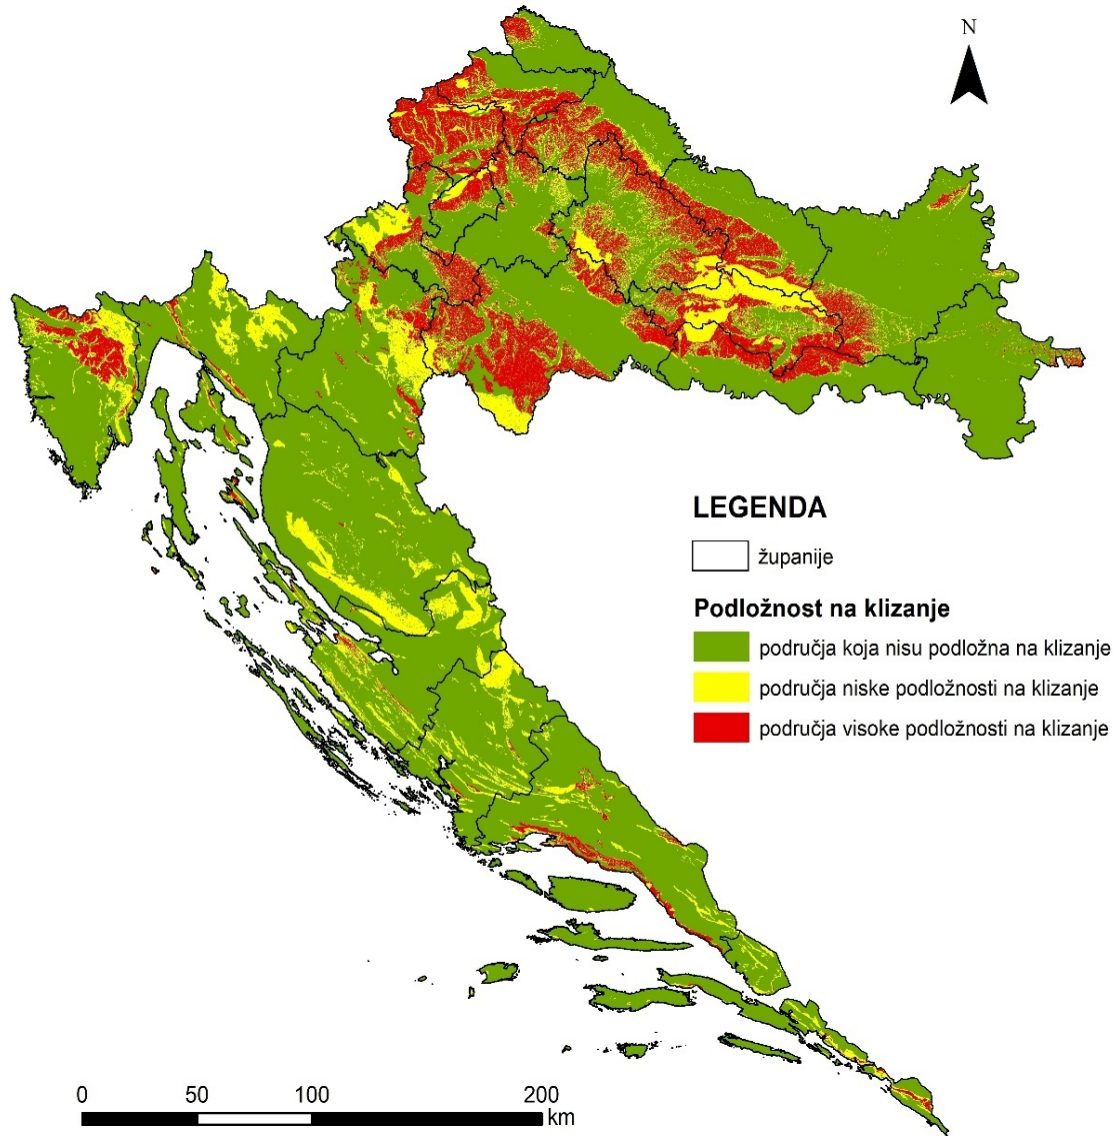 N
LEGENDA
županije
Podložnost na klizanje
područja koja nisu podložna na klizanje
područja niske podložnosti na klizanje
područja visoke podložnosti na klizanje
0 50 100 200
km